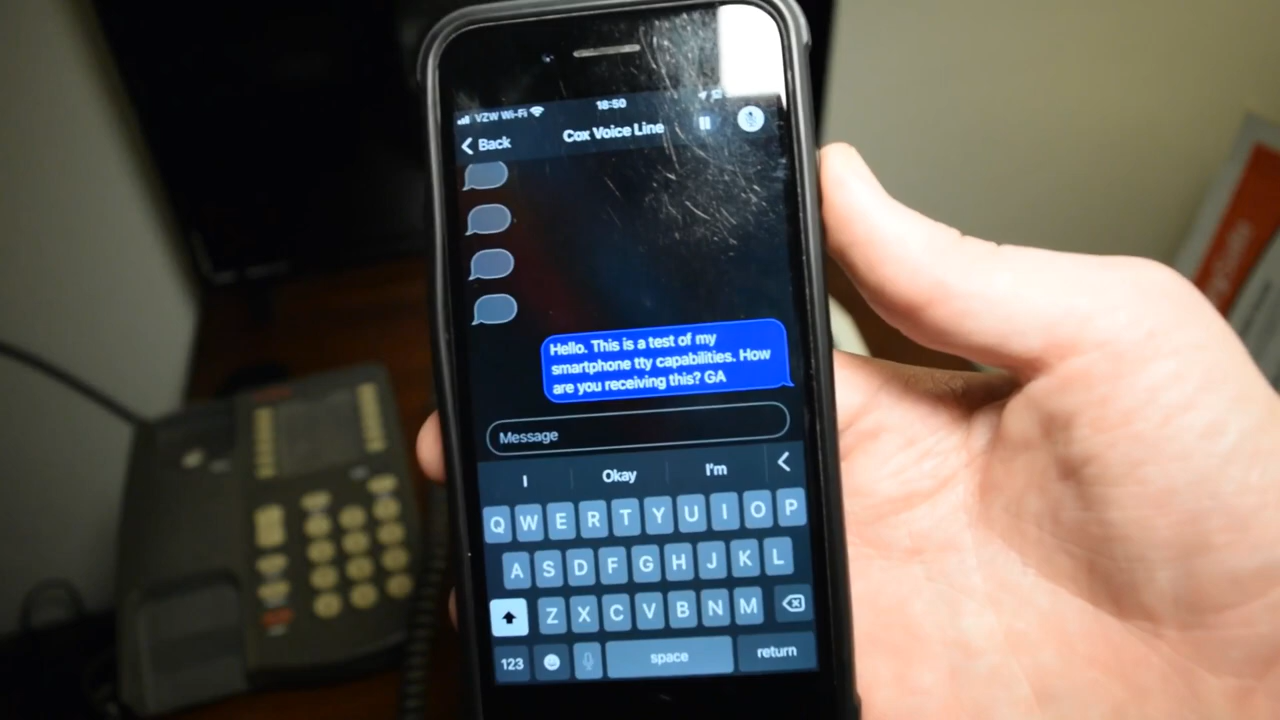 VZW Wi-Fi 18:50
Back Cox Voice Line
Hello. This is a test of my
smartphone tty capabilities. How
are you receiving this? GA
Message
I Okay I'm
Q W E R T Y U I O P
A S D F G H J K L
Z X C V B N M
123 space return